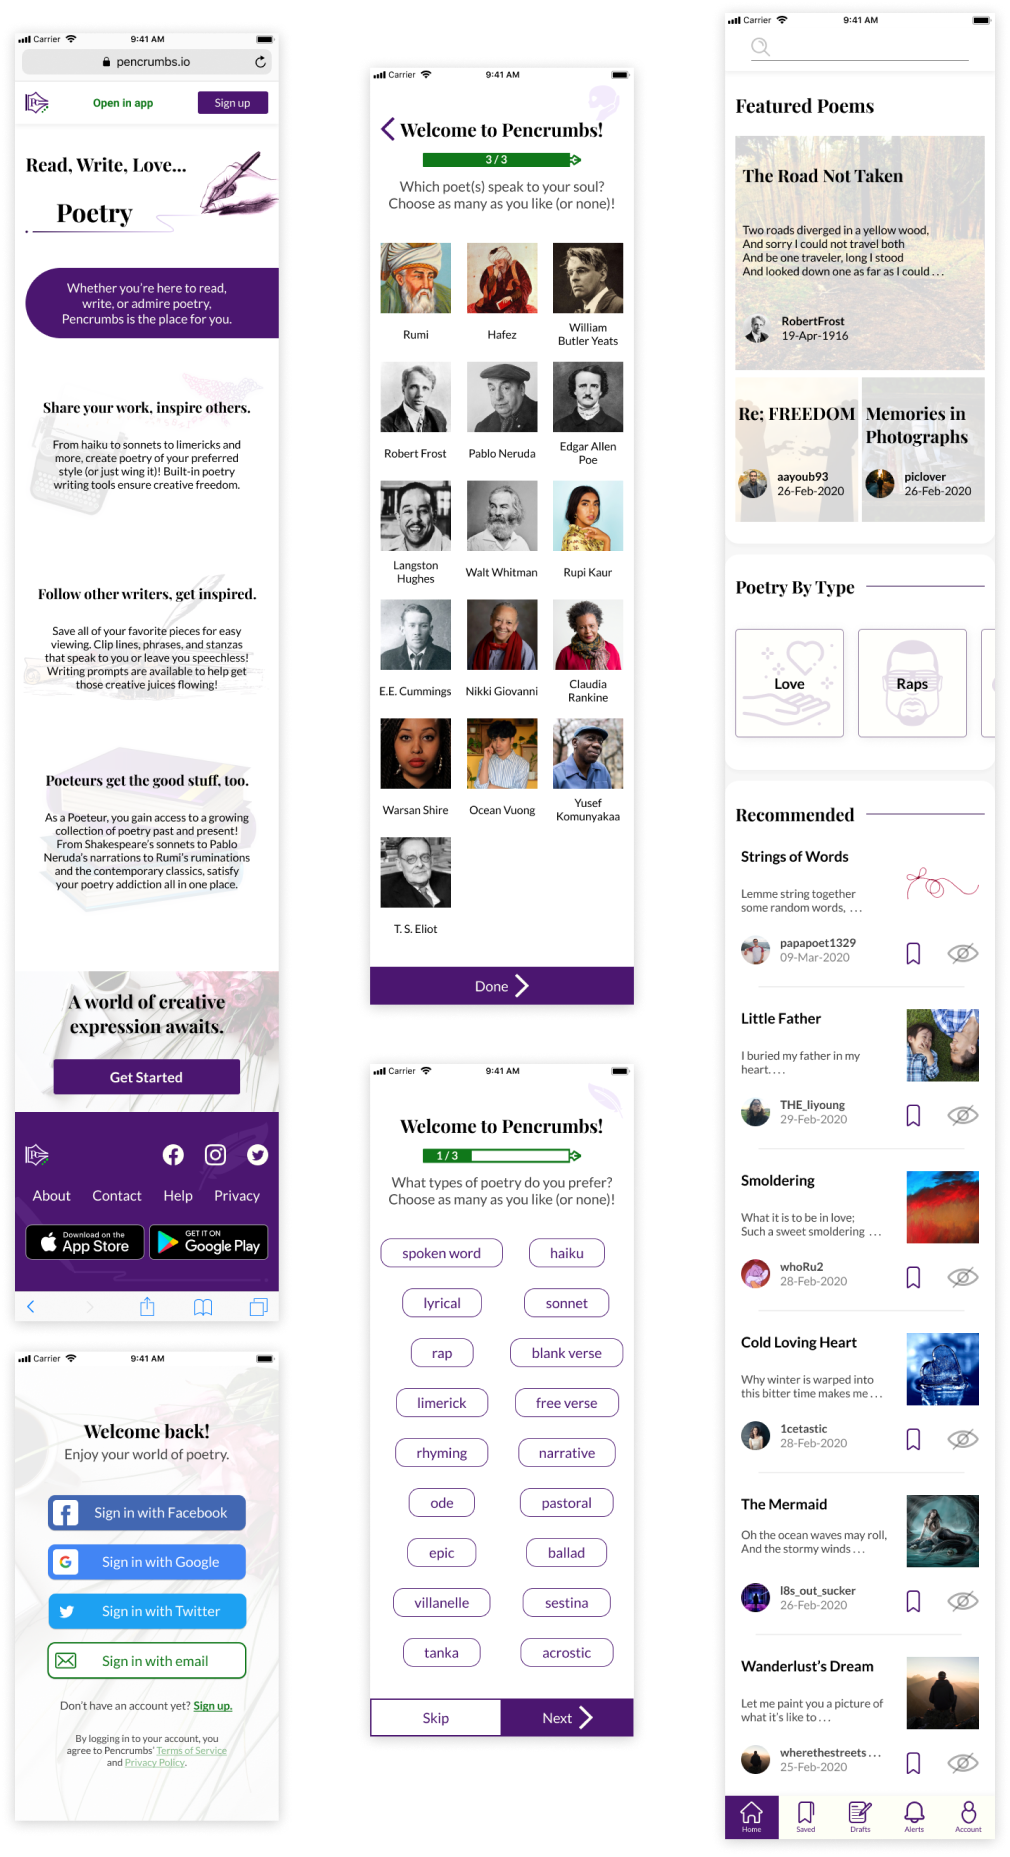 Carrier
9:41 AM
pencrumbs.io
Open in app
Sign up
Read, Write, Love...
Poetry
Whether you're here to read,
write, or admire poetry,
Pencrumbs is the place for you.
Share your work, inspire others.
From haiku to sonnets to limericks and
more, create poetry of your preferred
style (or just wing it)! Built-in poetry
writing tools ensure creative freedom.
Follow other writers, get inspired.
Save all of your favorite pieces for easy
viewing. Clip lines, phrases, and stanzas
that speak to you or leave you speechless!
Writing prompts are available to help get
those creative juices flowing!
Poeteurs get the good stuff, too.
As a Poeteur, you gain access to a growing
collection of poetry past and present!
From Shakespeare's sonnets to Pablo
Neruda's narrations to Rumi's ruminations
and the contemporary classics, satisfy
your poetry addiction all in one place.
A world of creative
expression awaits.
Get Started
About Contact Help Privacy
Download on the
App Store
GET IT ON
Google Play
Carrier
9:41 AM
Welcome back!
Enjoy your world of poetry.
Sign in with Facebook
Sign in with Google
Sign in with Twitter
Sign in with email
Don't have an account yet? Sign up.
By logging in to your account, you
agree to Pencrumbs' Terms of Service
and Privacy Policy.
Carrier
9:41 AM
Welcome to Pencrumbs!
3 / 3
Which poet(s) speak to your soul?
Choose as many as you like (or none)!
Rumi
Hafez
William
Butler Yeats
Robert Frost
Pablo Neruda
Edgar Allen
Poe
Langston
Hughes
Walt Whitman
Rupi Kaur
E.E. Cummings
Nikki Giovanni
Claudia
Rankine
Warsan Shire
Ocean Vuong
Yusef
Komunyakaa
T. S. Eliot
Done
Carrier
9:41 AM
Welcome to Pencrumbs!
1 / 3
What types of poetry do you prefer?
Choose as many as you like (or none)!
spoken word
haiku
lyrical
sonnet
rap
blank verse
limerick
free verse
rhyming
narrative
ode
pastoral
epic
ballad
villanelle
sestina
tanka
acrostic
Skip
Next
Carrier
9:41 AM
Featured Poems
The Road Not Taken
Two roads diverged in a yellow wood,
And sorry I could not travel both
And be one traveler, long I stood
And looked down one as far as I could . . .
RobertFrost
19-Apr-1916
Re; FREEDOM
aayoub93
26-Feb-2020
Memories in
Photographs
piclover
26-Feb-2020
Poetry By Type
Love
Raps
Recommended
Strings of Words
Lemme string together
some random words, . . .
papapoet1329
09-Mar-2020
Little Father
I buried my father in my
heart. . . .
THE_liyoung
29-Feb-2020
Smoldering
What it is to be in love;
Such a sweet smoldering . . .
whoRu2
28-Feb-2020
Cold Loving Heart
Why winter is warped into
this bitter time makes me . . .
1cetastic
28-Feb-2020
The Mermaid
Oh the ocean waves may roll,
And the stormy winds . . .
l8s_out_sucker
26-Feb-2020
Wanderlust's Dream
Let me paint you a picture of
what it's like to . . .
wherethestreets . . .
25-Feb-2020
Home
Saved
Drafts
Alerts
Account